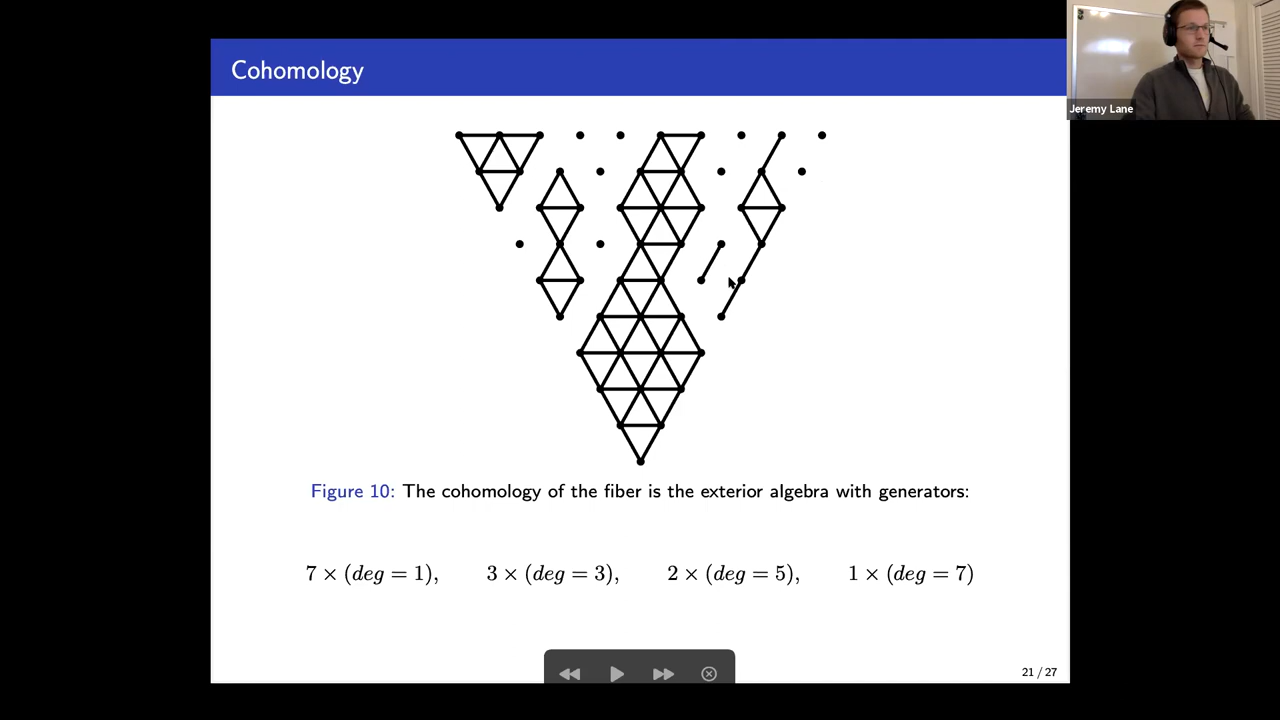 Cohomology
Jeremy Lane
Figure 10: The cohomology of the fiber is the exterior algebra with generators:
7 × (deg = 1), 3 × (deg = 3), 2 × (deg = 5), 1 × (deg = 7)
21 / 27